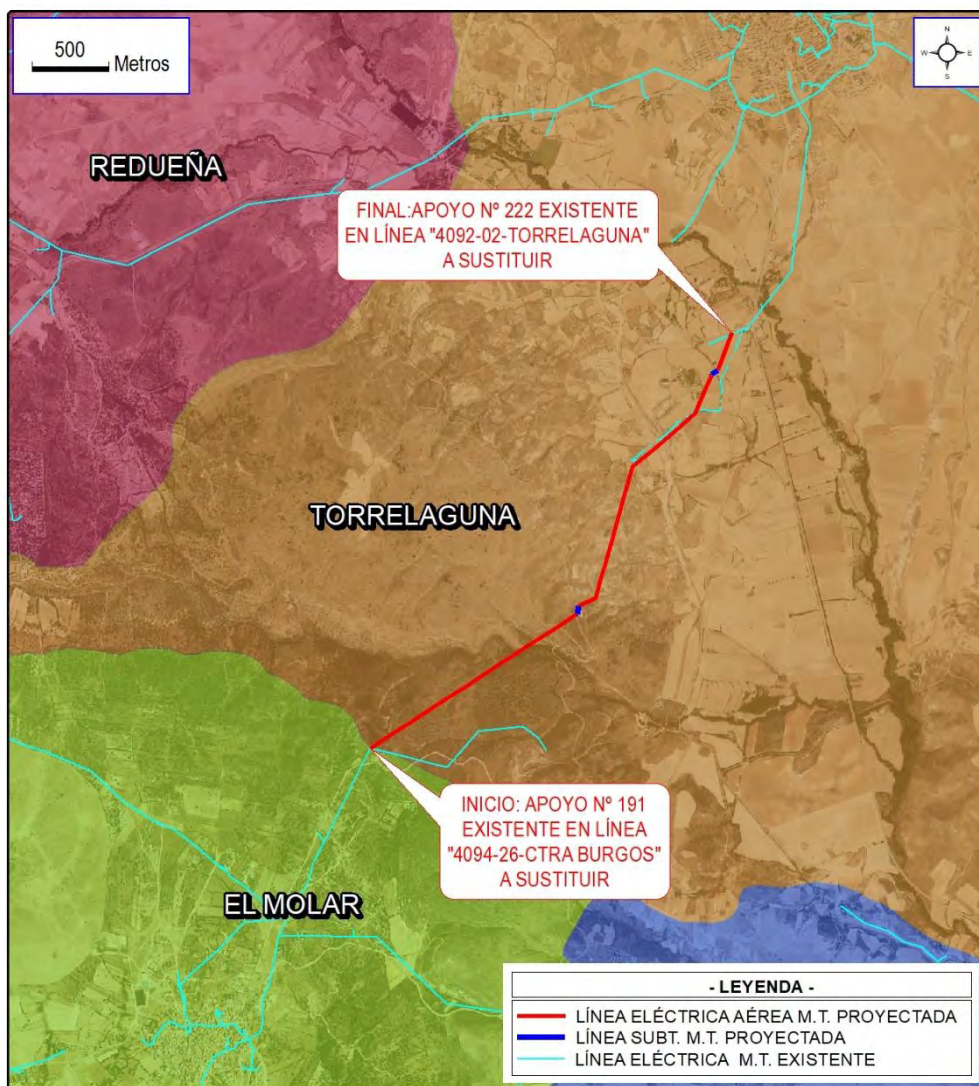 500
Metros
N
W E
S
REDUEÑA
FINAL:APOYO Nº 222 EXISTENTE
EN LÍNEA "4092-02-TORRELAGUNA"
A SUSTITUIR
TORRELAGUNA
INICIO: APOYO Nº 191
EXISTENTE EN LÍNEA
"4094-26-CTRA BURGOS"
A SUSTITUIR
EL MOLAR
- LEYENDA -
LÍNEA ELÉCTRICA AÉREA M.T. PROYECTADA
LÍNEA SUBT. M.T. PROYECTADA
LÍNEA ELÉCTRICA M.T. EXISTENTE